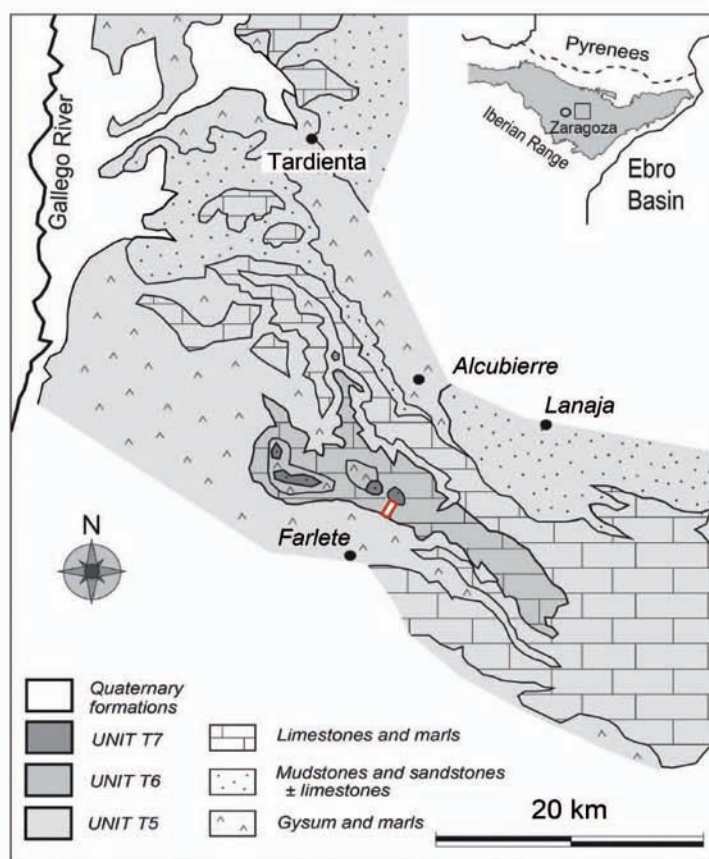 Pyrenees
Iberian Range
Zaragoza
Ebro
Basin
Gallego River
Tardienta
Alcubierre
Lanaja
Farlete
N
Quaternary
formations
UNIT T7
UNIT T6
UNIT T5
Limestones and marls
Mudstones and sandstones
± limestones
Gysum and marls
20 km